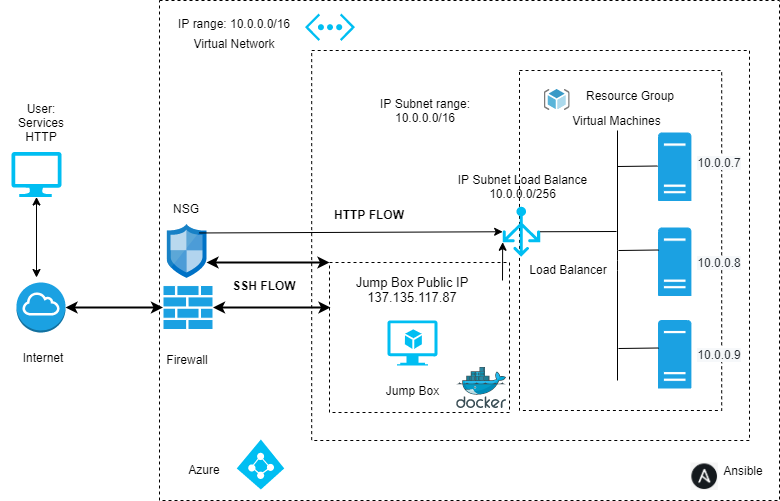 IP range: 10.0.0.0/16
Virtual Network
IP Subnet range:
10.0.0.0/16
Resource Group
Virtual Machines
User:
Services
HTTP
10.0.0.7
IP Subnet Load Balance
10.0.0.0/256
NSG
HTTP FLOW
Load Balancer
10.0.0.8
SSH FLOW
Jump Box Public IP
137.135.117.87
Internet
Firewall
10.0.0.9
Jump Box
docker
Azure
Ansible
A